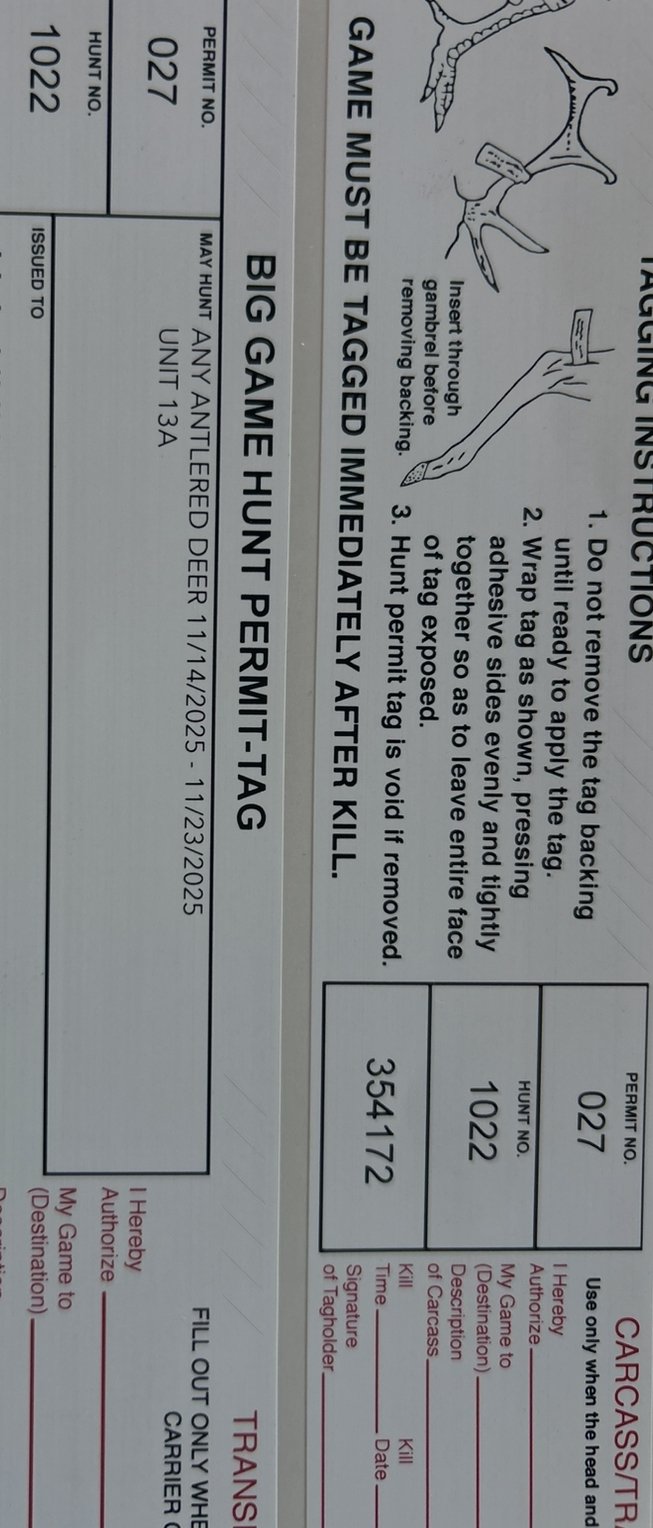 TAGGING INSTRUCTIONS
1. Do not remove the tag backing
until ready to apply the tag.
2. Wrap tag as shown, pressing
adhesive sides evenly and tightly
together so as to leave entire face
of tag exposed.
3. Hunt permit tag is void if removed.
Insert through
gambrel before
removing backing.
GAME MUST BE TAGGED IMMEDIATELY AFTER KILL.
PERMIT NO.
027
HUNT NO.
1022
354172
CARCASS/TRA
Use only when the head and
I Hereby
Authorize
My Game to
(Destination)
Description
of Carcass
Kill
Time
Kill
Date
Signature
of Tagholder
BIG GAME HUNT PERMIT-TAG
PERMIT NO.
027
HUNT NO.
1022
MAY HUNT ANY ANTLERED DEER 11/14/2025 - 11/23/2025
UNIT 13A
ISSUED TO
TRANS
FILL OUT ONLY WHE
CARRIER
I Hereby
Authorize
My Game to
(Destination)